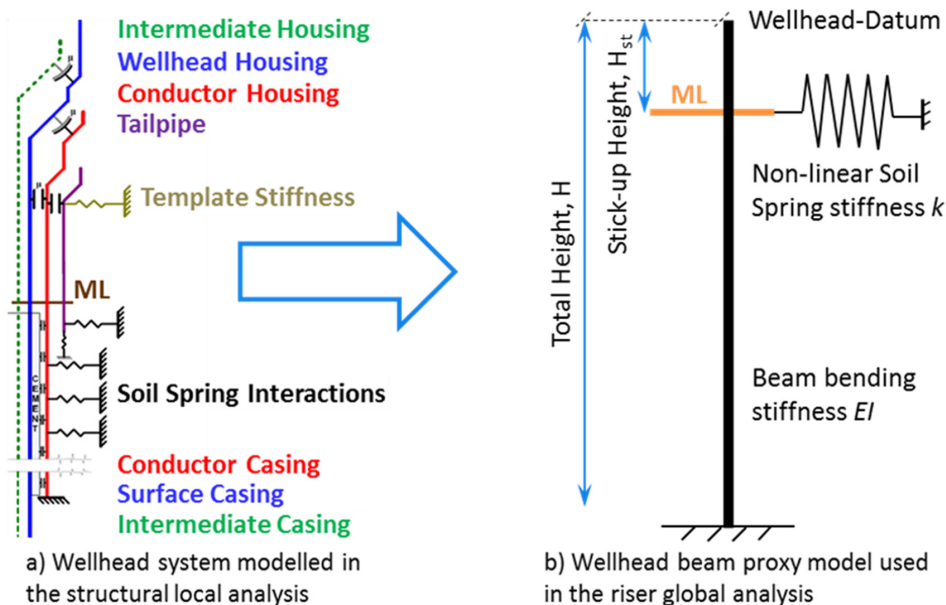 Intermediate Housing
Wellhead Housing
Conductor Housing
Tailpipe
Template Stiffness
ML
CEMENT
Soil Spring Interactions
Conductor Casing
Surface Casing
Intermediate Casing
a) Wellhead system modelled in
the structural local analysis
Wellhead-Datum
Total Height, H
Stick-up Height, Hst
ML
Non-linear Soil
Spring stiffness k
Beam bending
stiffness EI
b) Wellhead beam proxy model used
in the riser global analysis